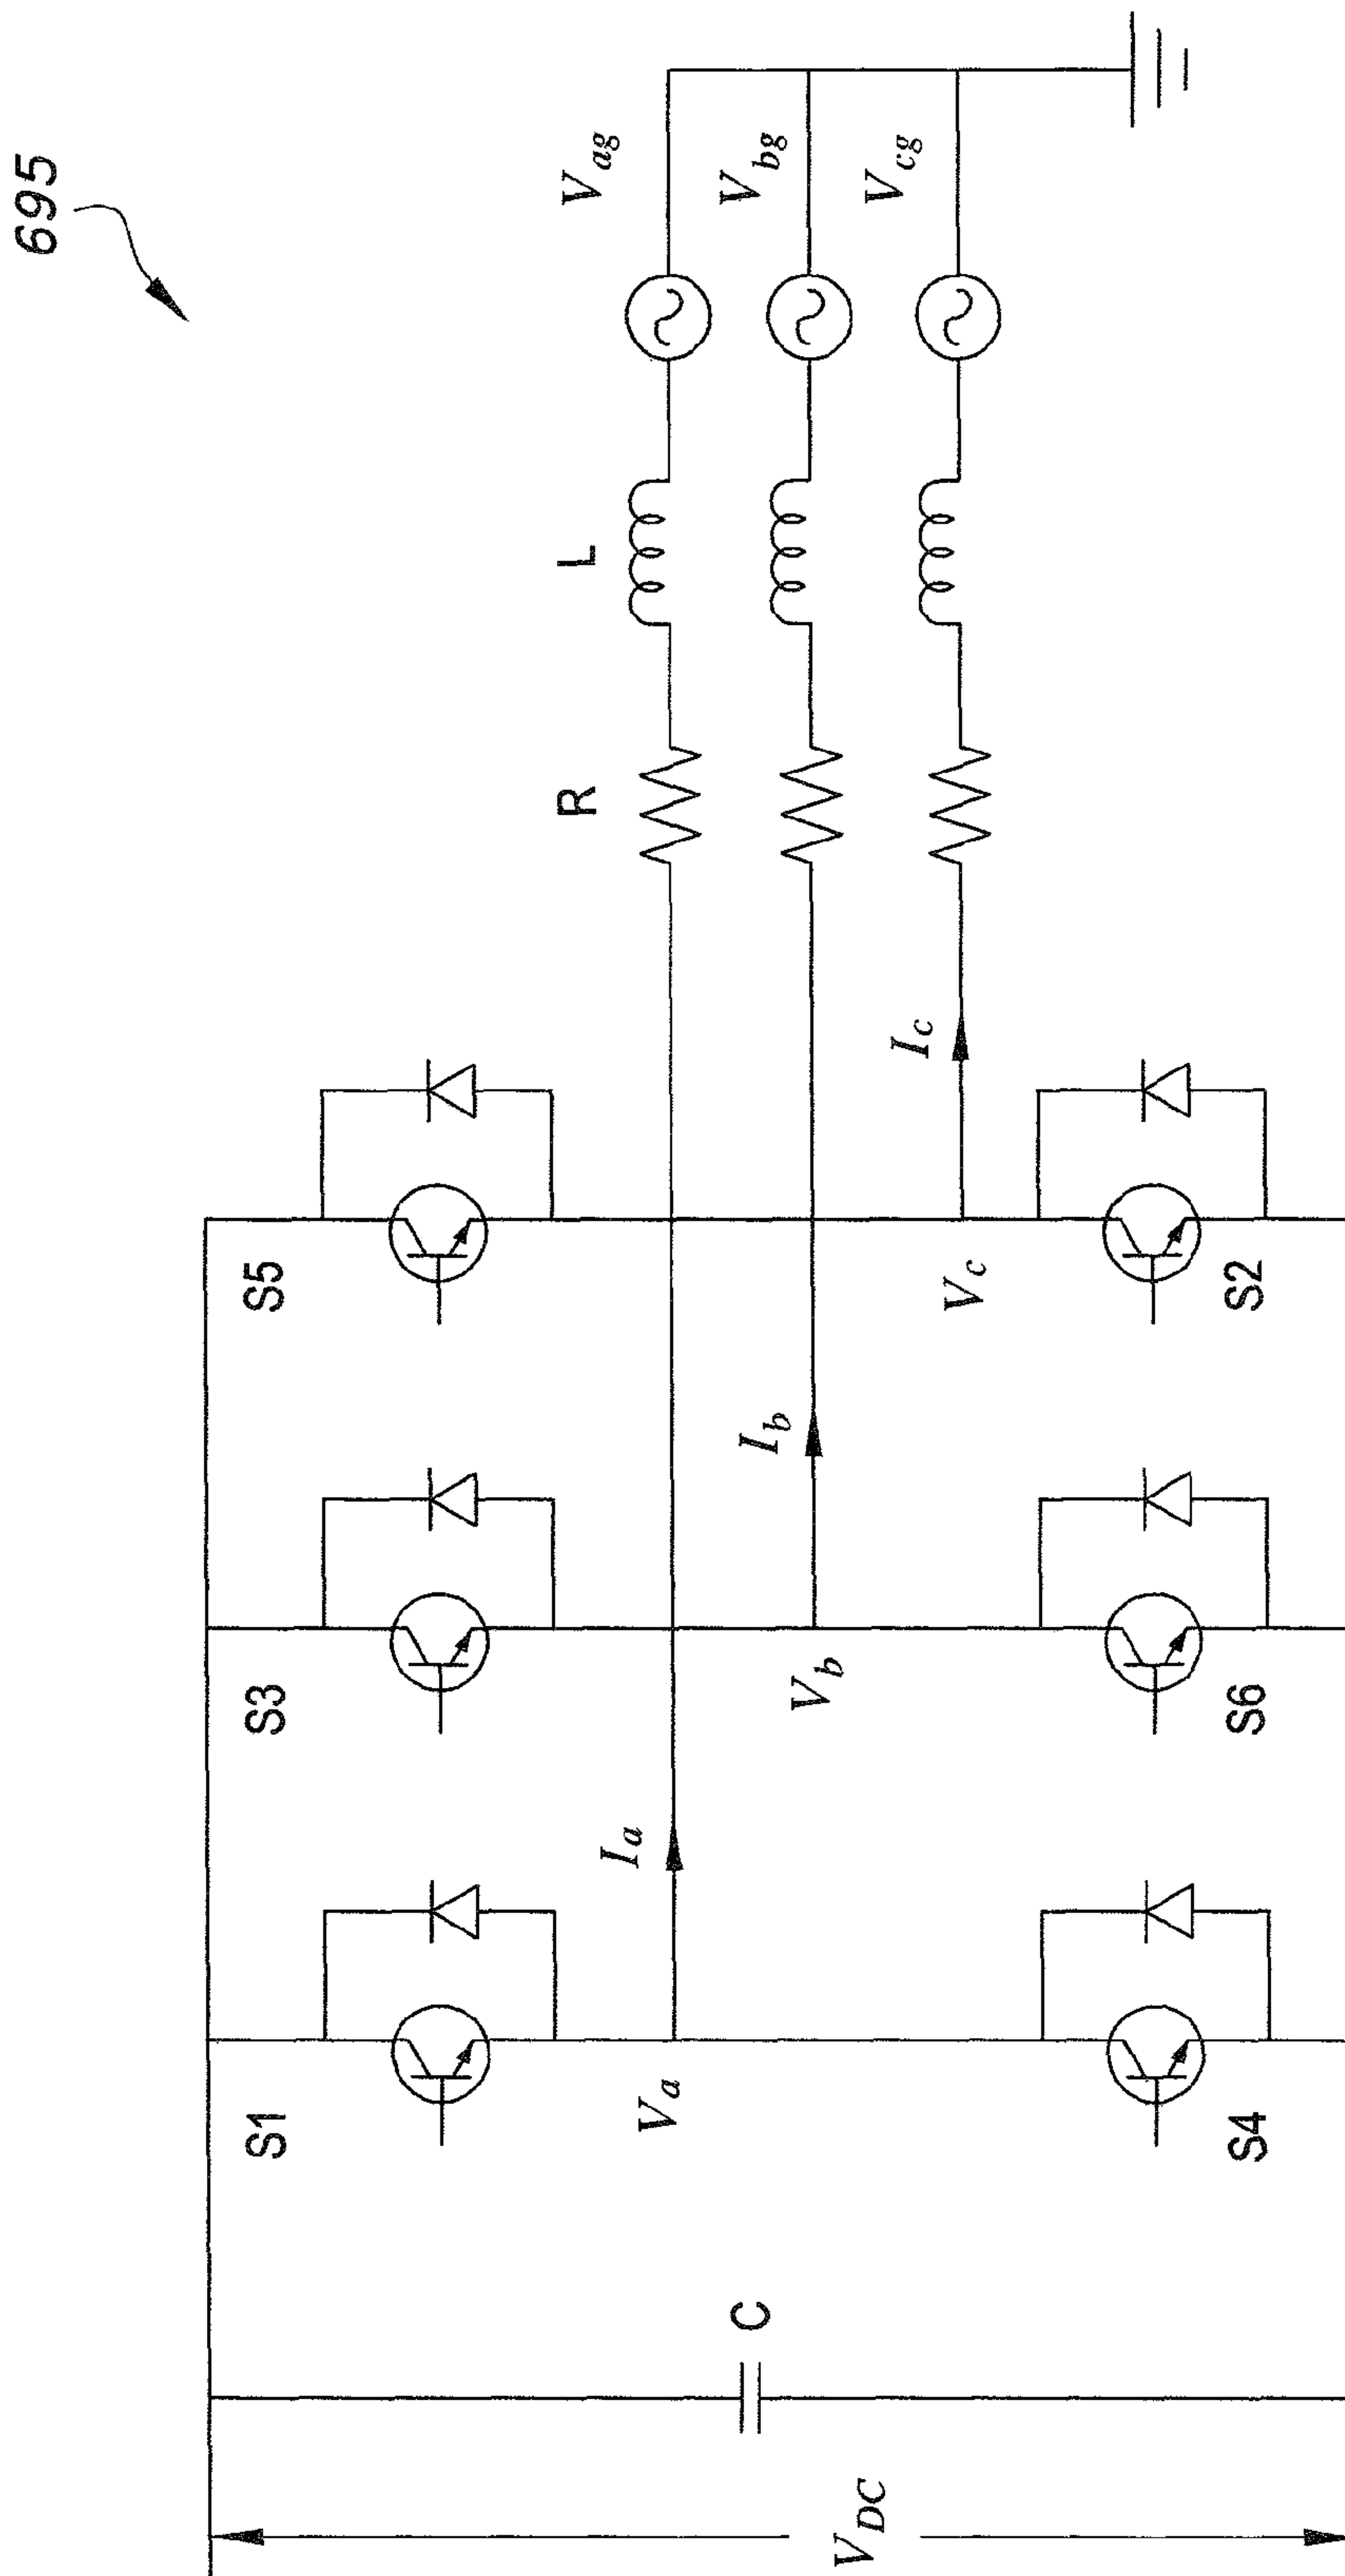 695
S1
S3
S5
V_ag
R
L
I_a
V_a
V_bg
I_b
V_b
V_cg
I_c
V_c
C
V_DC
S4
S6
S2